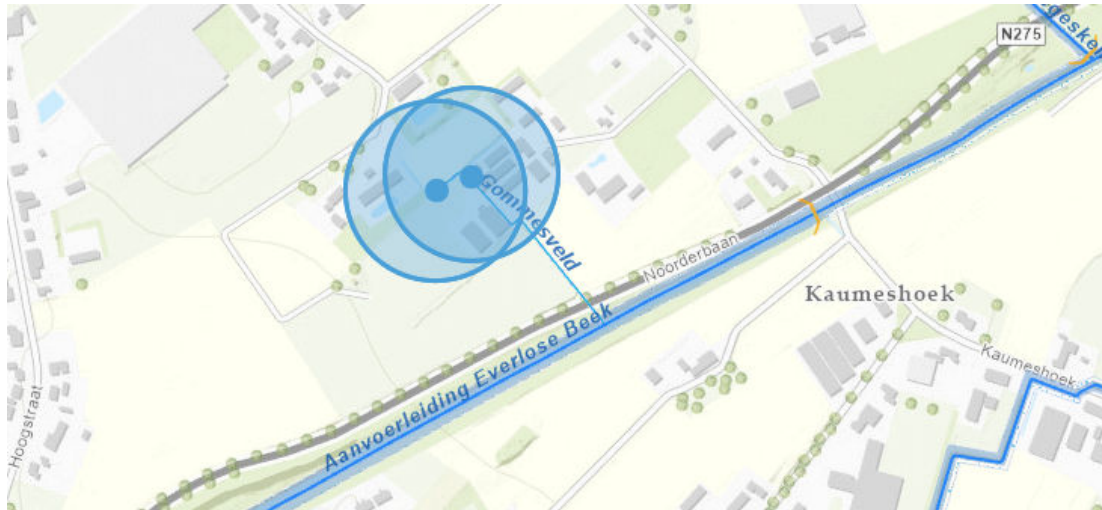 N275
Gommesveld
Noorderbaan
Kaumeshoek
Aanvoerleiding Everlose Beek
Kaumeshoek
Hoogstraat